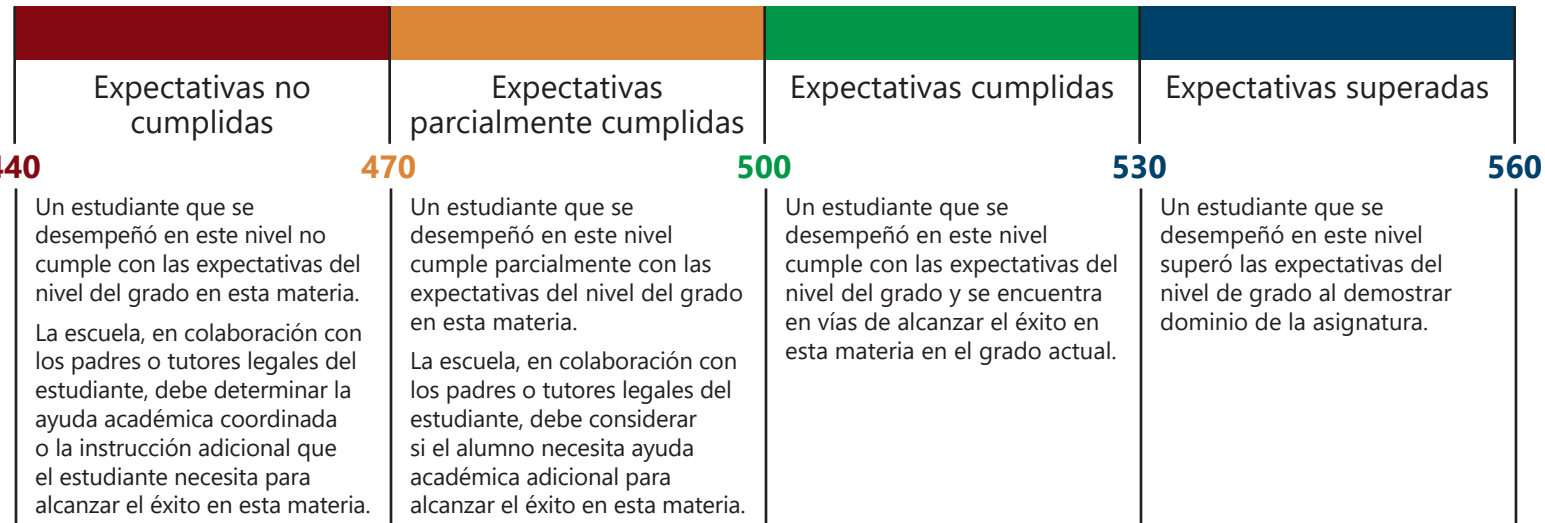 Expectativas no
cumplidas
Expectativas
parcialmente cumplidas
Expectativas cumplidas
Expectativas superadas
440
470
500
530
560
Un estudiante que se
desempeñó en este nivel no
cumple con las expectativas del
nivel del grado en esta materia.
La escuela, en colaboración con
los padres o tutores legales del
estudiante, debe determinar la
ayuda académica coordinada
o la instrucción adicional que
el estudiante necesita para
alcanzar el éxito en esta materia.
Un estudiante que se
desempeñó en este nivel
cumple parcialmente con las
expectativas del nivel del grado
en esta materia.
La escuela, en colaboración con
los padres o tutores legales del
estudiante, debe considerar
si el alumno necesita ayuda
académica adicional para
alcanzar el éxito en esta materia.
Un estudiante que se
desempeñó en este nivel
cumple con las expectativas del
nivel del grado y se encuentra
en vías de alcanzar el éxito en
esta materia en el grado actual.
Un estudiante que se
desempeñó en este nivel
superó las expectativas del
nivel de grado al demostrar
dominio de la asignatura.